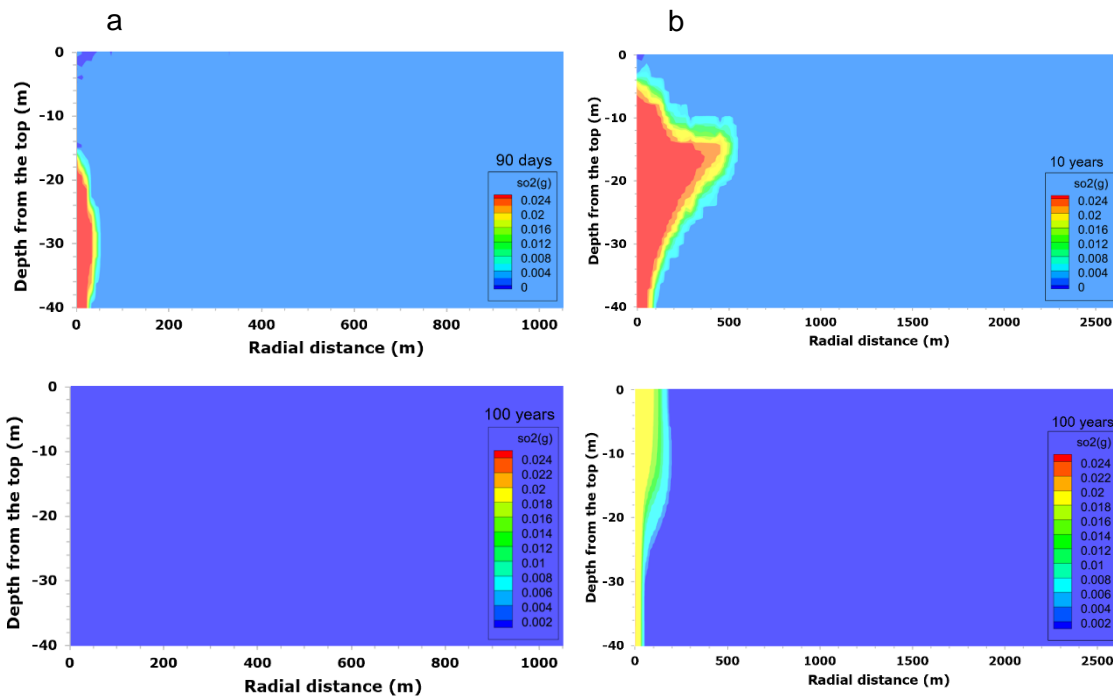 a
b
0
-10
-20
-30
-40
Depth from the top (m)
0 200 400 600 800 1000
Radial distance (m)
90 days
so2(g)
0.024
0.02
0.016
0.012
0.008
0.004
0
0
-10
-20
-30
-40
Depth from the top (m)
0 500 1000 1500 2000 2500
Radial distance (m)
10 years
so2(g)
0.024
0.02
0.016
0.012
0.008
0.004
0
0
-10
-20
-30
-40
Depth from the top (m)
0 200 400 600 800 1000
Radial distance (m)
100 years
so2(g)
0.024
0.022
0.02
0.018
0.016
0.014
0.012
0.01
0.008
0.006
0.004
0.002
0
-10
-20
-30
-40
Depth from the top (m)
0 500 1000 1500 2000 2500
Radial distance (m)
100 years
so2(g)
0.024
0.022
0.02
0.018
0.016
0.014
0.012
0.01
0.008
0.006
0.004
0.002